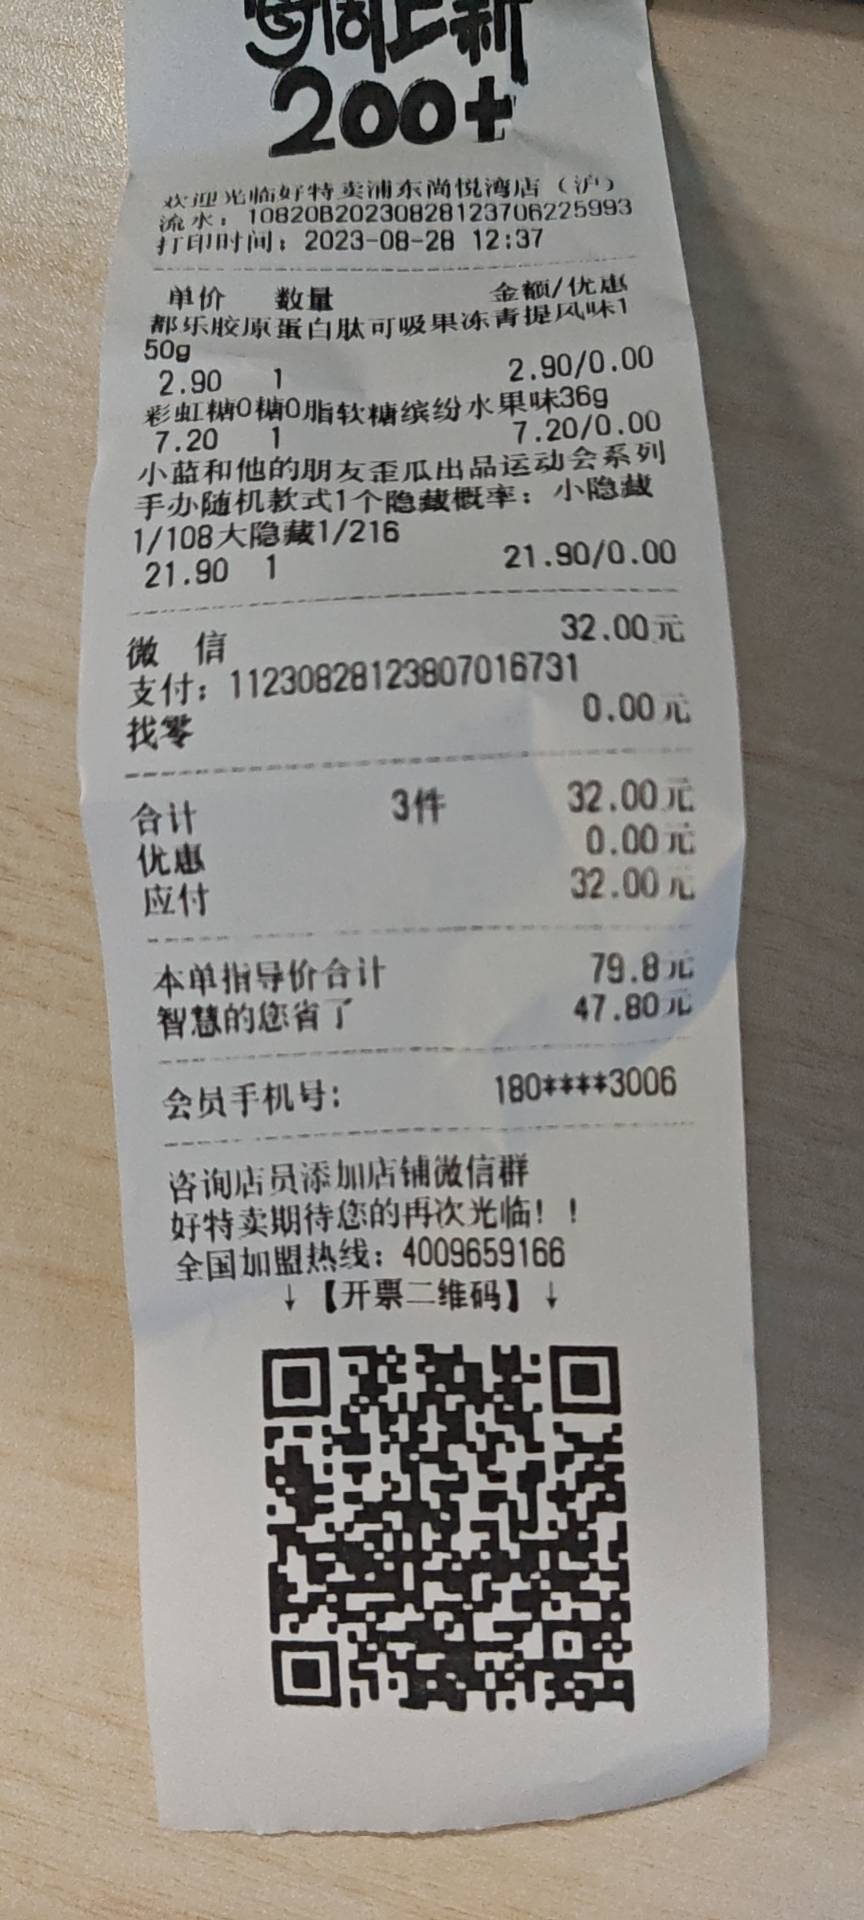 每周上新
200+
欢迎光临好特卖浦东尚悦湾店（沪）
流水：10820B20230828123706225993
打印时间：2023-08-28 12:37
单价 数量 金额/优惠
都乐胶原蛋白肽可吸果冻青提风味1
50g
2.90 1 2.90/0.00
彩虹糖0糖0脂软糖缤纷水果味36g
7.20 1 7.20/0.00
小蓝和他的朋友歪瓜出品运动会系列
手办随机款式1个隐藏概率：小隐藏
1/108大隐藏1/216
21.90 1 21.90/0.00
微 信 32.00元
支付：11230828123807016731
找零 0.00元
合计 3件 32.00元
优惠 0.00元
应付 32.00元
本单指导价合计 79.8元
智慧的您省了 47.80元
会员手机号： 180****3006
咨询店员添加店铺微信群
好特卖期待您的再次光临！！
全国加盟热线：4009659166
↓【开票二维码】↓